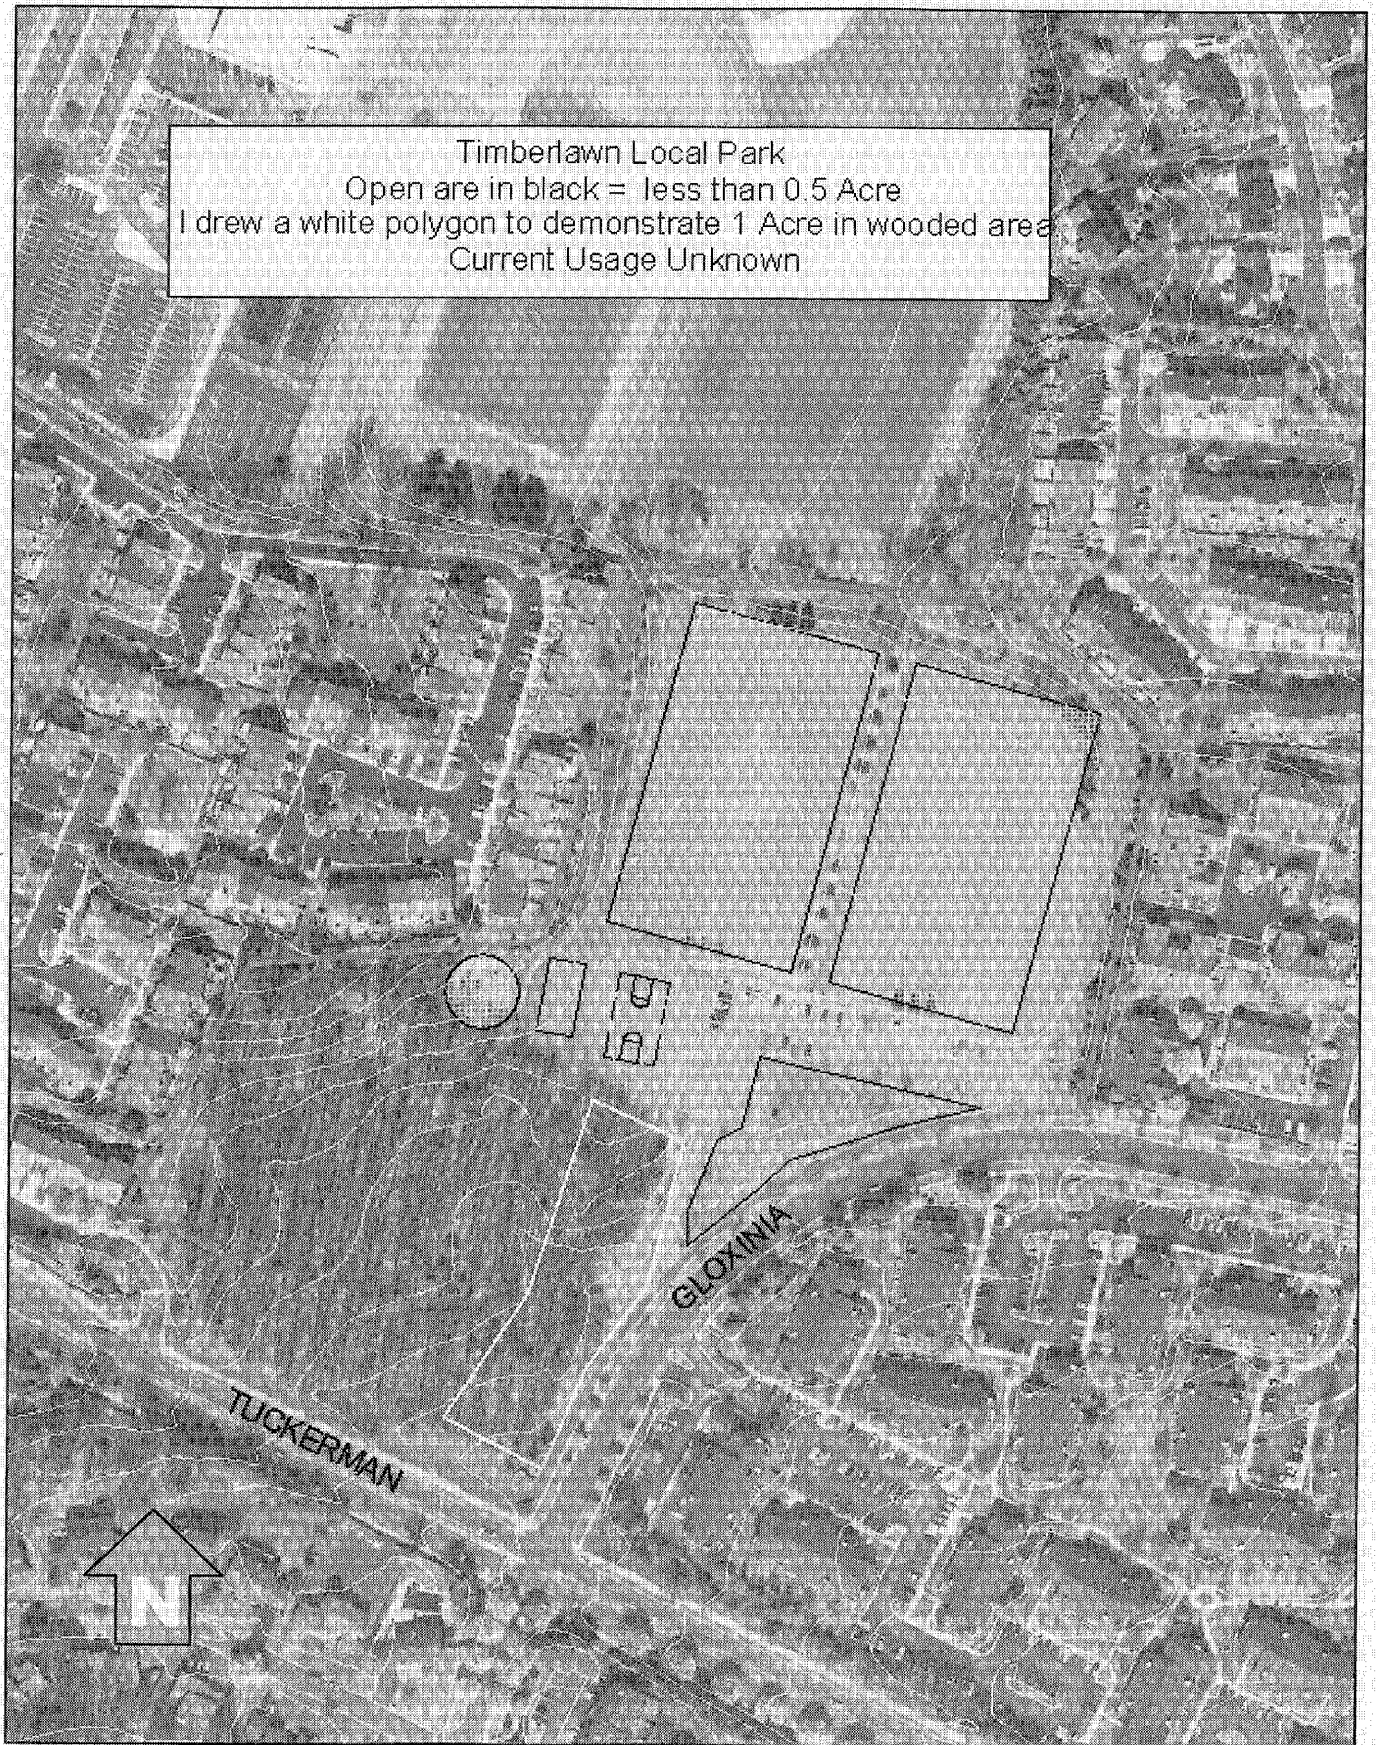 Timberlawn Local Park
Open are in black = less than 0.5 Acre
I drew a white polygon to demonstrate 1 Acre in wooded area
Current Usage Unknown
GLOXINIA
TUCKERMAN
N